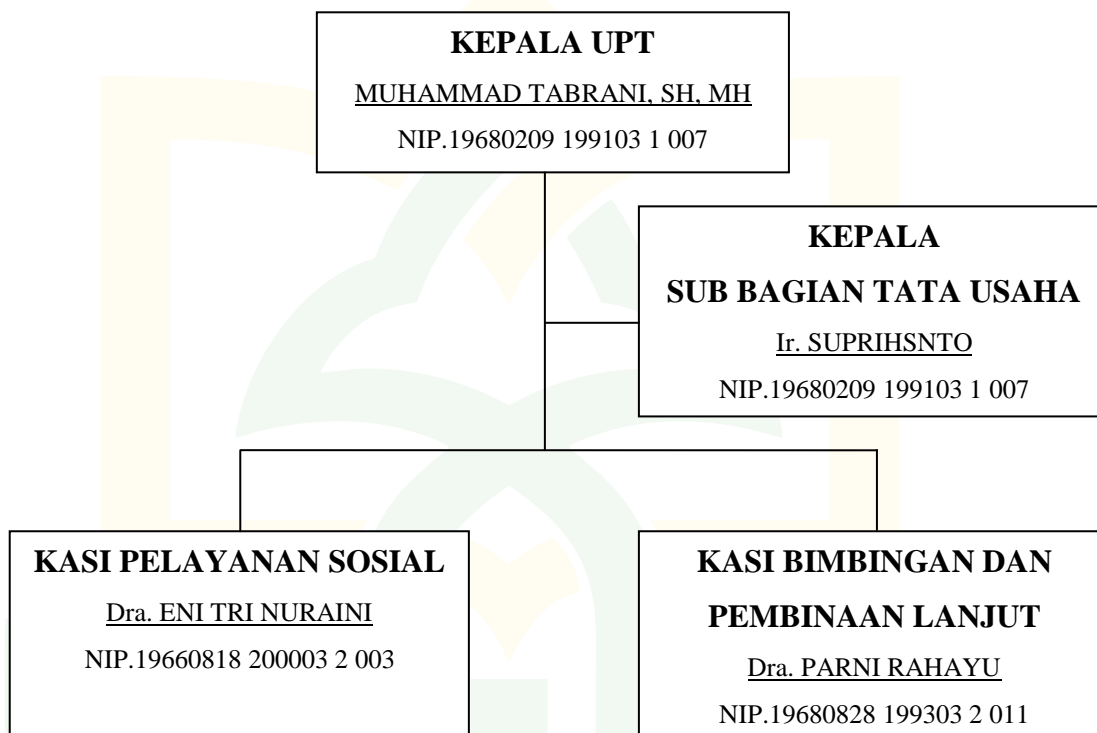 KEPALA UPT
MUHAMMAD TABRANI, SH, MH
NIP.19680209 199103 1 007
KEPALA
SUB BAGIAN TATA USAHA
Ir. SUPRIHSNTO
NIP.19680209 199103 1 007
KASI PELAYANAN SOSIAL
Dra. ENI TRI NURAINI
NIP.19660818 200003 2 003
KASI BIMBINGAN DAN
PEMBINAAN LANJUT
Dra. PARNI RAHAYU
NIP.19680828 199303 2 011